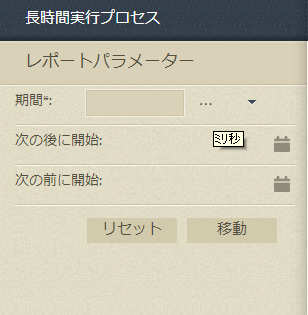 長時間実行プロセス
レポートパラメーター
期間*: ...
ミリ秒
次の後に開始:
次の前に開始:
リセット 移動